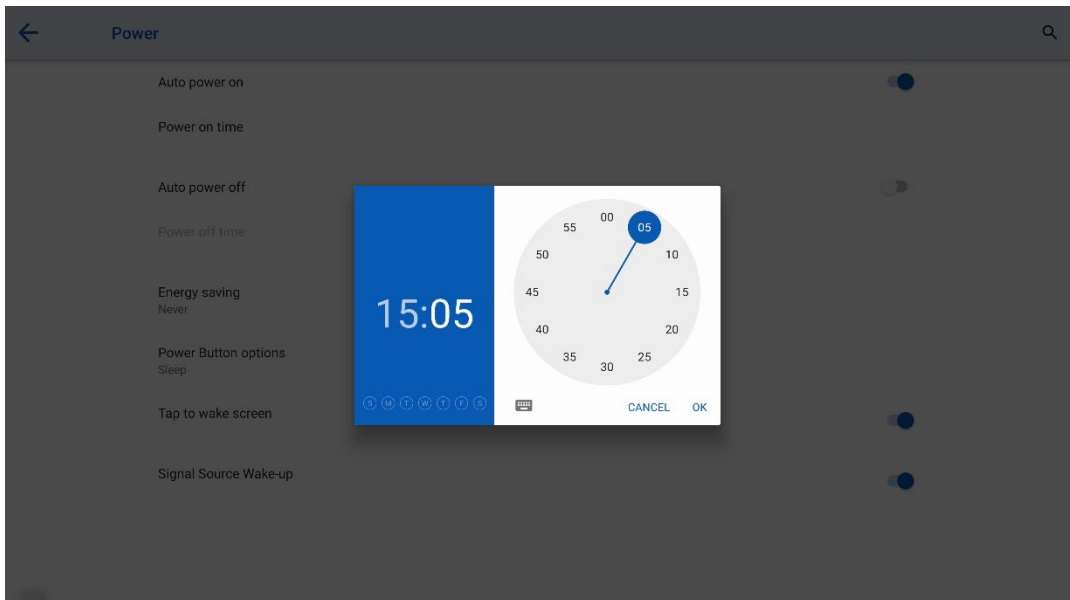 Power
Auto power on
Power on time
Auto power off
Power off time
Energy saving
Never
Power Button options
Sleep
Tap to wake screen
Signal Source Wake-up
15:05
S M T W T F S
00
05
10
15
20
25
30
35
40
45
50
55
CANCEL OK